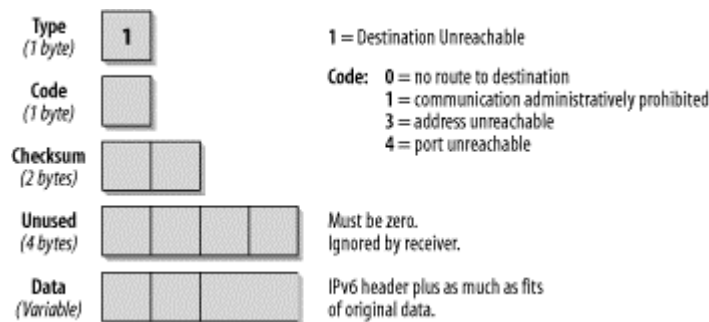 Type
(1 byte)
1
1 = Destination Unreachable
Code
(1 byte)
Code: 0 = no route to destination
1 = communication administratively prohibited
3 = address unreachable
4 = port unreachable
Checksum
(2 bytes)
Unused
(4 bytes)
Must be zero.
Ignored by receiver.
Data
(Variable)
IPv6 header plus as much as fits
of original data.